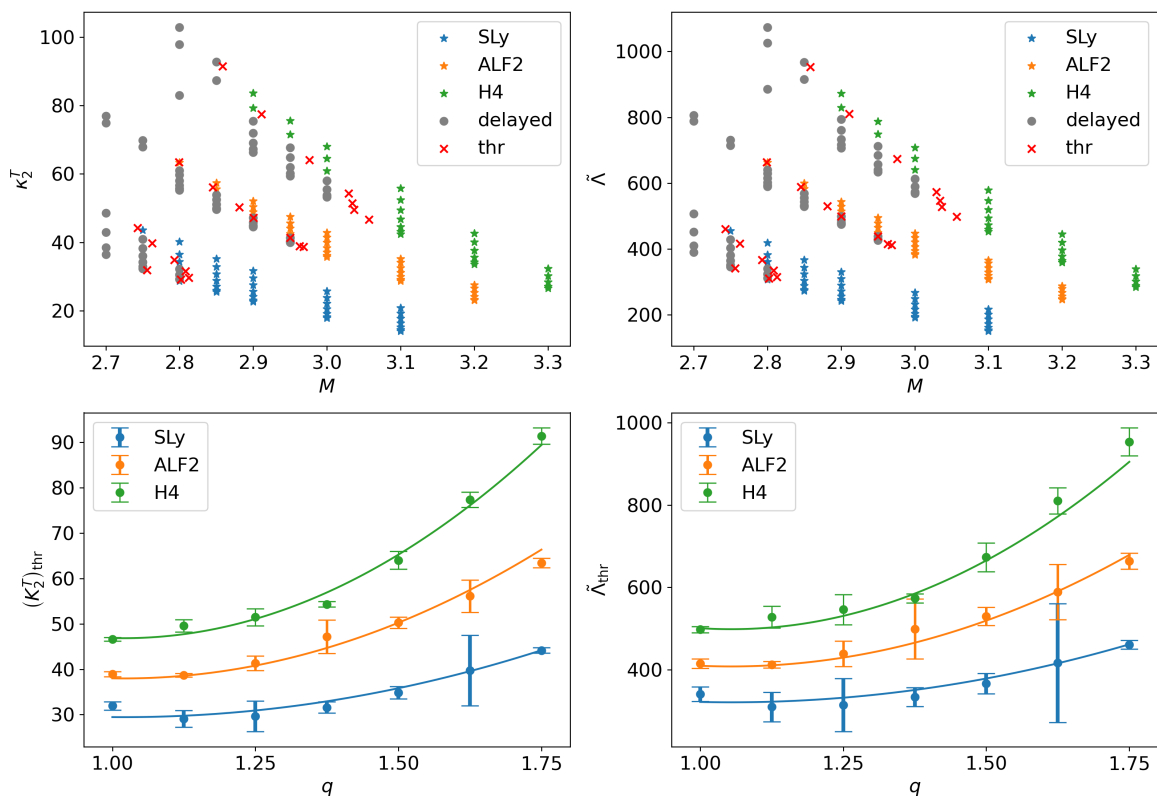 100
80
60
40
20
κ₂ᵀ
2.7 2.8 2.9 3.0 3.1 3.2 3.3
M
SLy
ALF2
H4
delayed
thr
1000
800
600
400
200
Λ̃
2.7 2.8 2.9 3.0 3.1 3.2 3.3
M
SLy
ALF2
H4
delayed
thr
90
80
70
60
50
40
30
(κ₂ᵀ)thr
1.00 1.25 1.50 1.75
q
SLy
ALF2
H4
1000
800
600
400
Λ̃thr
1.00 1.25 1.50 1.75
q
SLy
ALF2
H4